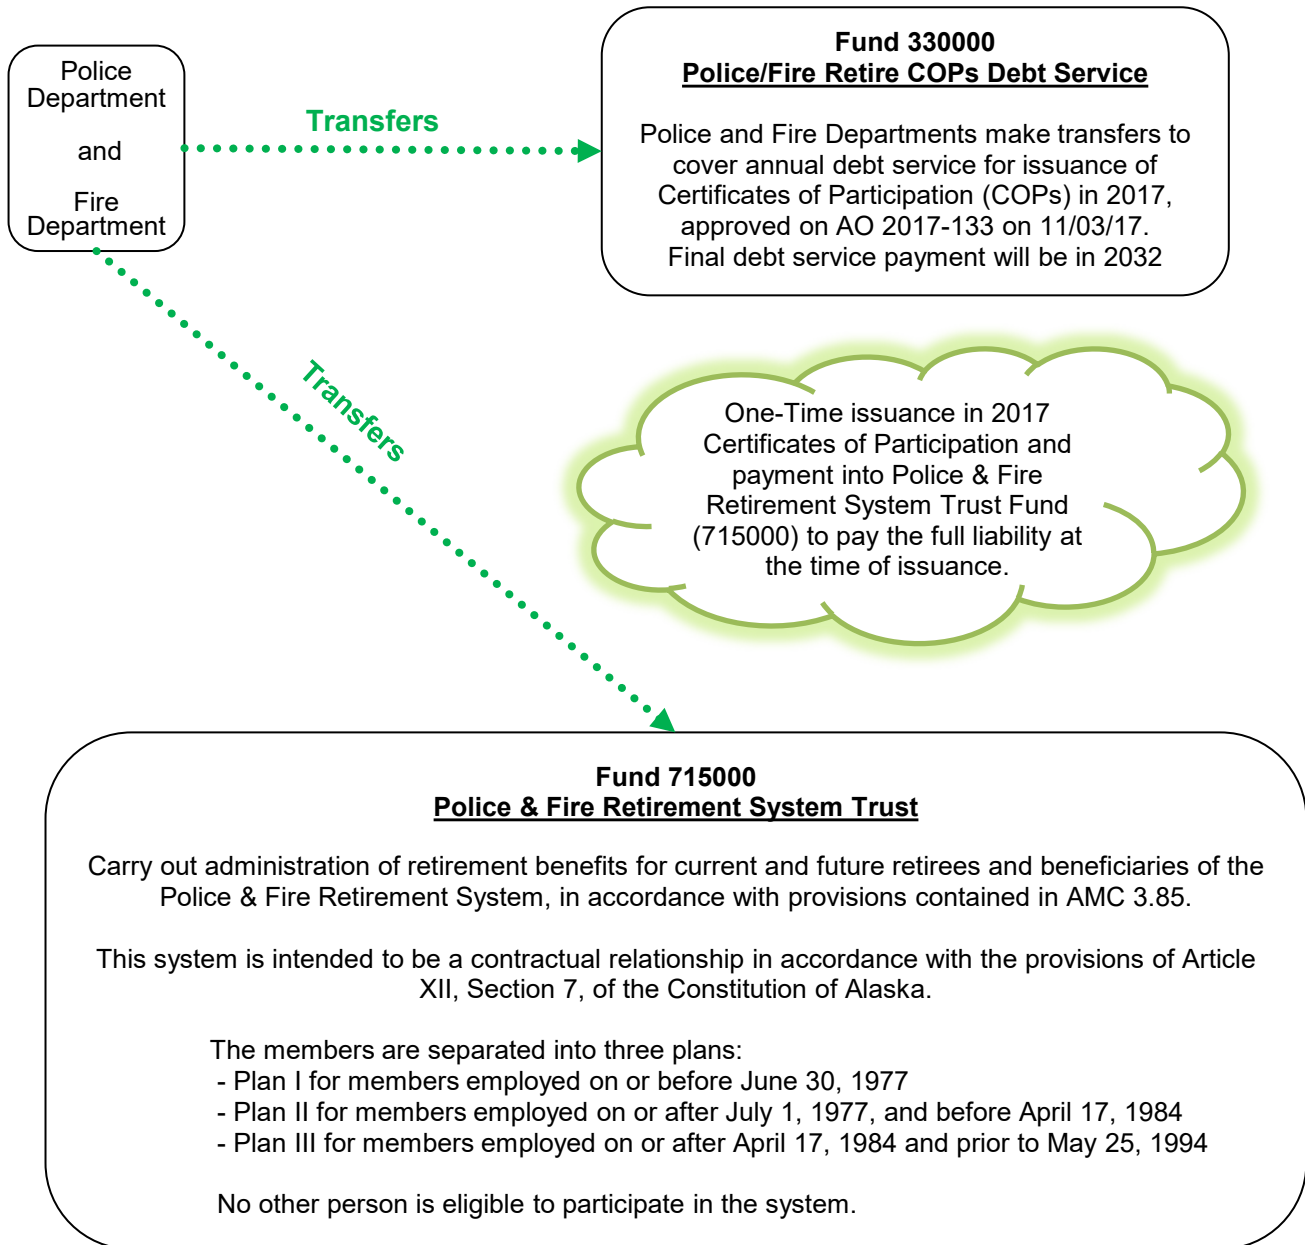 Police
Department
and
Fire
Department
Transfers
Fund 330000
Police/Fire Retire COPs Debt Service
Police and Fire Departments make transfers to
cover annual debt service for issuance of
Certificates of Participation (COPs) in 2017,
approved on AO 2017-133 on 11/03/17.
Final debt service payment will be in 2032
Transfers
One-Time issuance in 2017
Certificates of Participation and
payment into Police & Fire
Retirement System Trust Fund
(715000) to pay the full liability at
the time of issuance.
Fund 715000
Police & Fire Retirement System Trust
Carry out administration of retirement benefits for current and future retirees and beneficiaries of the
Police & Fire Retirement System, in accordance with provisions contained in AMC 3.85.
This system is intended to be a contractual relationship in accordance with the provisions of Article
XII, Section 7, of the Constitution of Alaska.
The members are separated into three plans:
- Plan I for members employed on or before June 30, 1977
- Plan II for members employed on or after July 1, 1977, and before April 17, 1984
- Plan III for members employed on or after April 17, 1984 and prior to May 25, 1994
No other person is eligible to participate in the system.